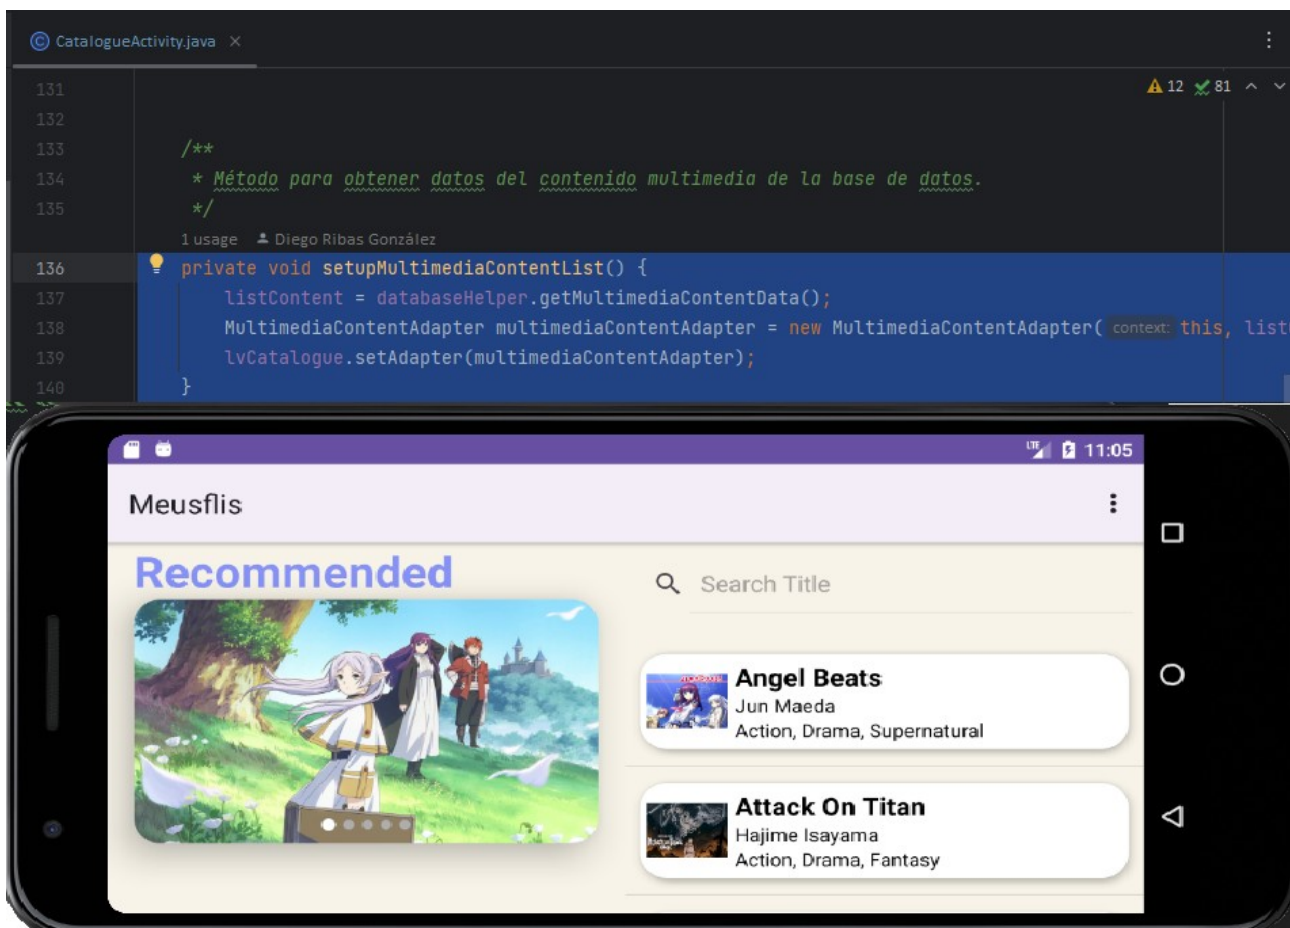 CatalogueActivity.java
12 81
131
132
133 /**
134 * Método para obtener datos del contenido multimedia de la base de datos.
135 */
1 usage Diego Ribas González
136 private void setupMultimediaContentList() {
137 listContent = databaseHelper.getMultimediaContentData();
138 MultimediaContentAdapter multimediaContentAdapter = new MultimediaContentAdapter( context: this, list
139 lvCatalogue.setAdapter(multimediaContentAdapter);
140 }
LTE 11:05
Meusflis
Recommended
Search Title
Angel Beats
Jun Maeda
Action, Drama, Supernatural
Attack On Titan
Hajime Isayama
Action, Drama, Fantasy